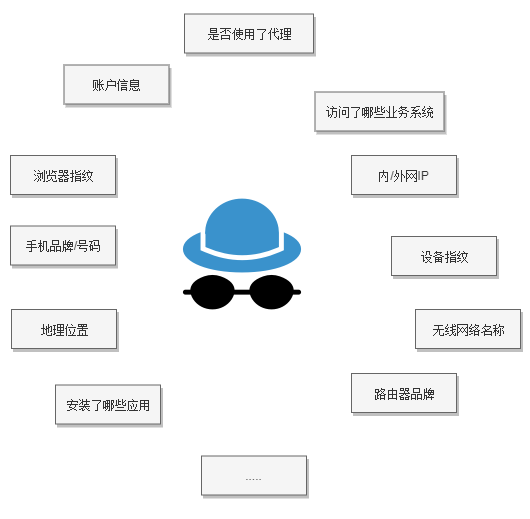 是否使用了代理
账户信息
访问了哪些业务系统
浏览器指纹
内/外网IP
手机品牌/号码
设备指纹
地理位置
无线网络名称
路由器品牌
安装了哪些应用
.....